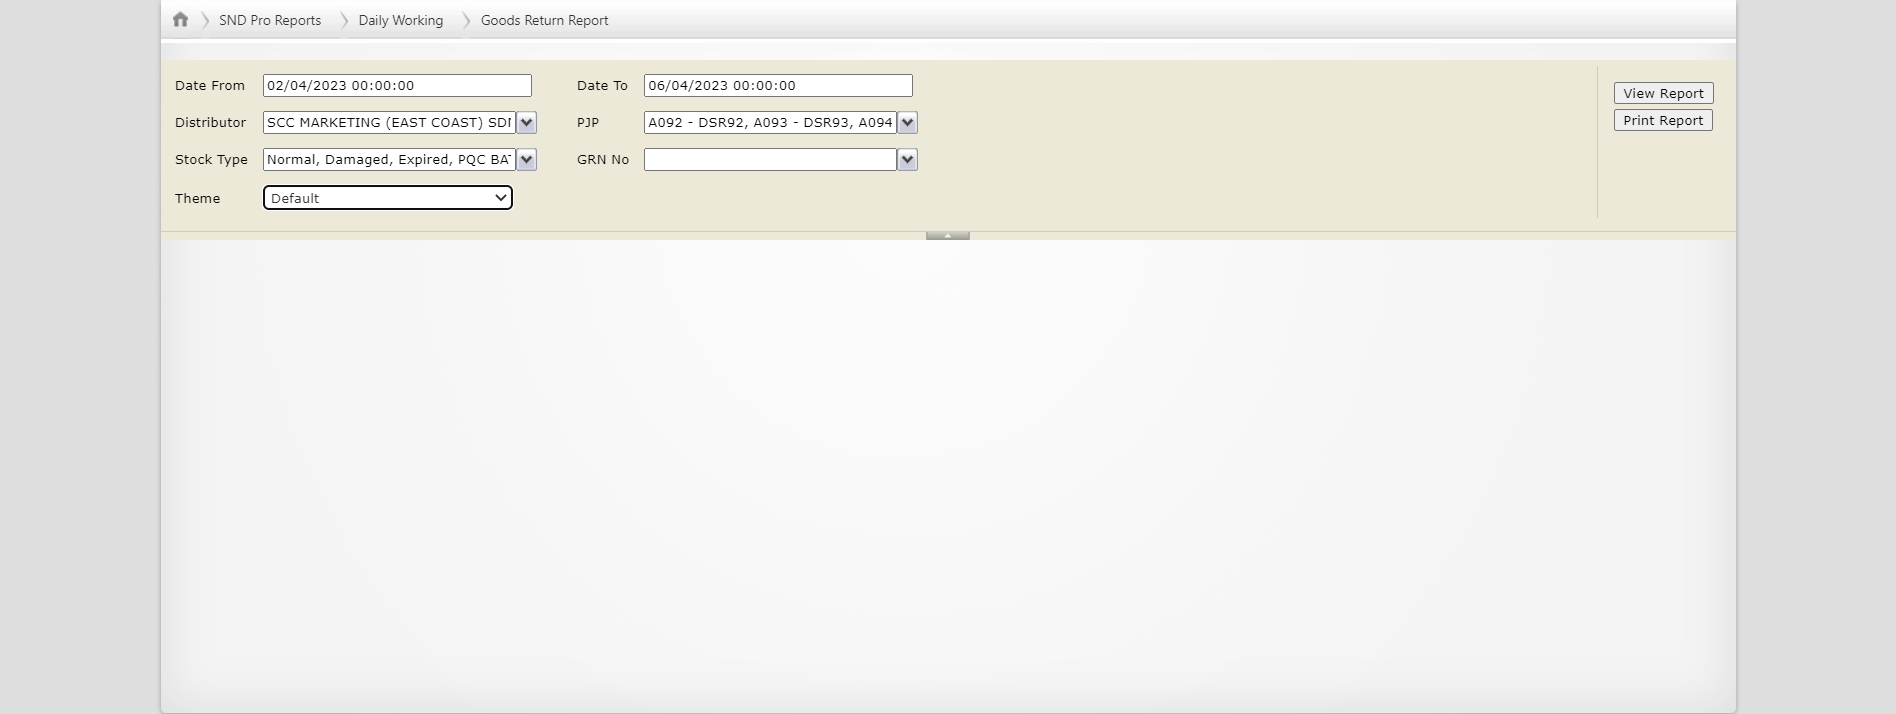 SND Pro Reports Daily Working Goods Return Report
Date From 02/04/2023 00:00:00 Date To 06/04/2023 00:00:00 View Report
Distributor SCC MARKETING (EAST COAST) PJP A092 - DSR92, A093 - DSR93, A094 Print Report
Stock Type Normal, Damaged, Expired, PQC GRN No
Theme Default